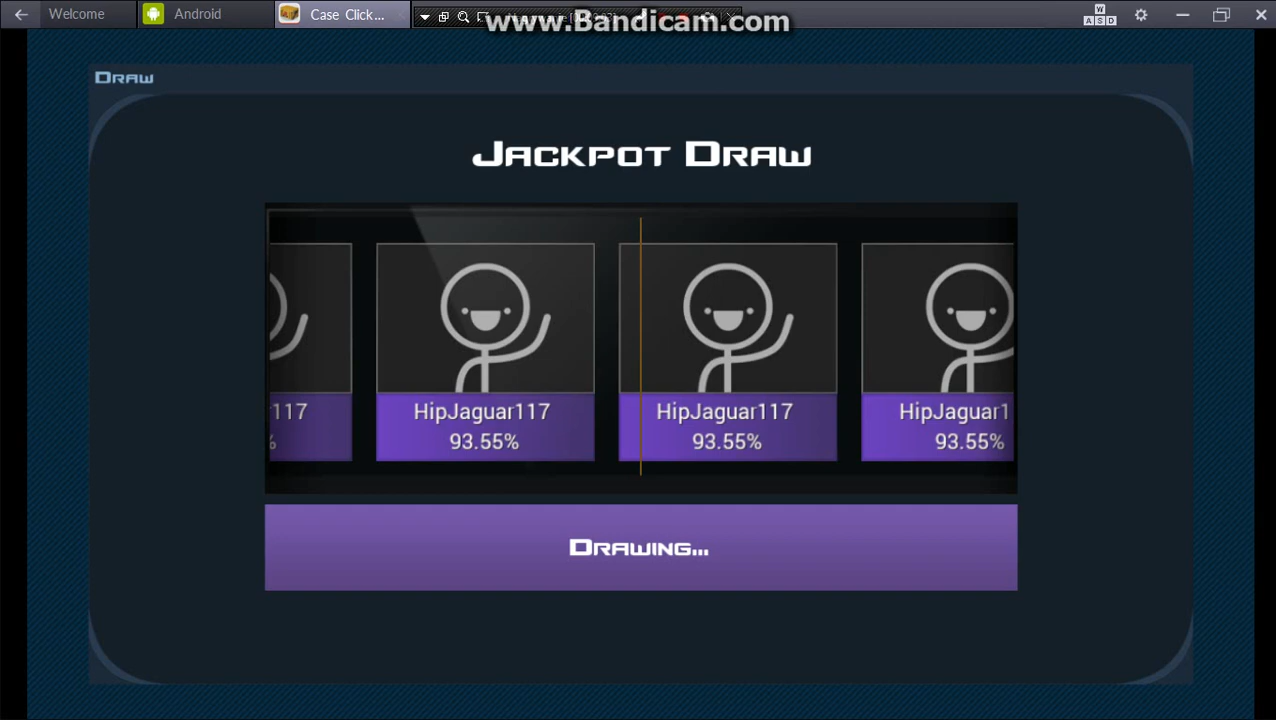 Welcome
Android
Case Click...
www.Bandicam.com
W
A S D
Draw
Jackpot Draw
117
HipJaguar117
HipJaguar117
HipJaguar1
%
93.55%
93.55%
93.55%
Drawing...